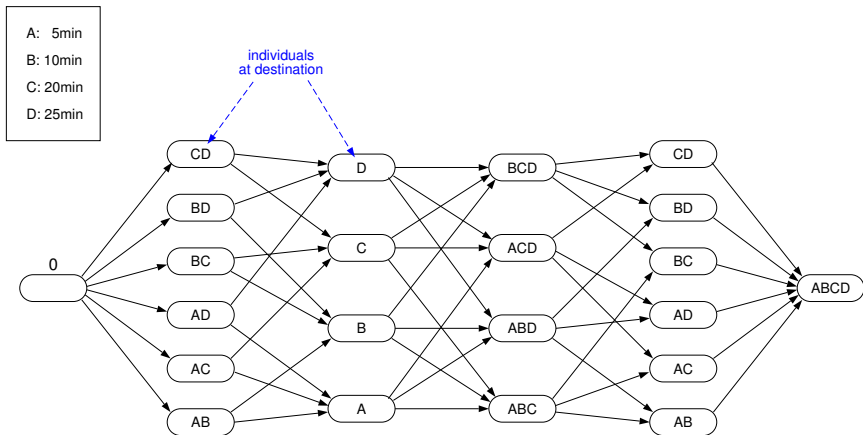 A: 5min
B: 10min
C: 20min
D: 25min
individuals
at destination
0
CD
BD
BC
AD
AC
AB
D
C
B
A
BCD
ACD
ABD
ABC
CD
BD
BC
AD
AC
AB
ABCD